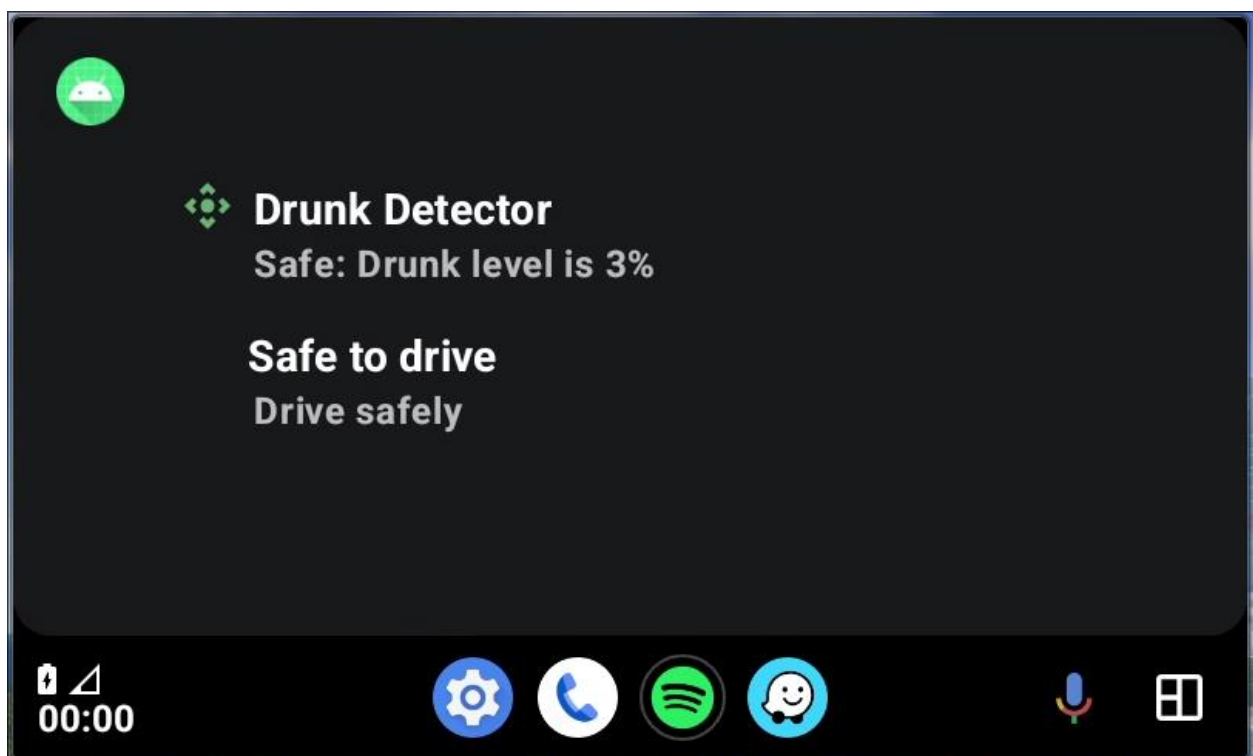 Drunk Detector
Safe: Drunk level is 3%
Safe to drive
Drive safely
00:00